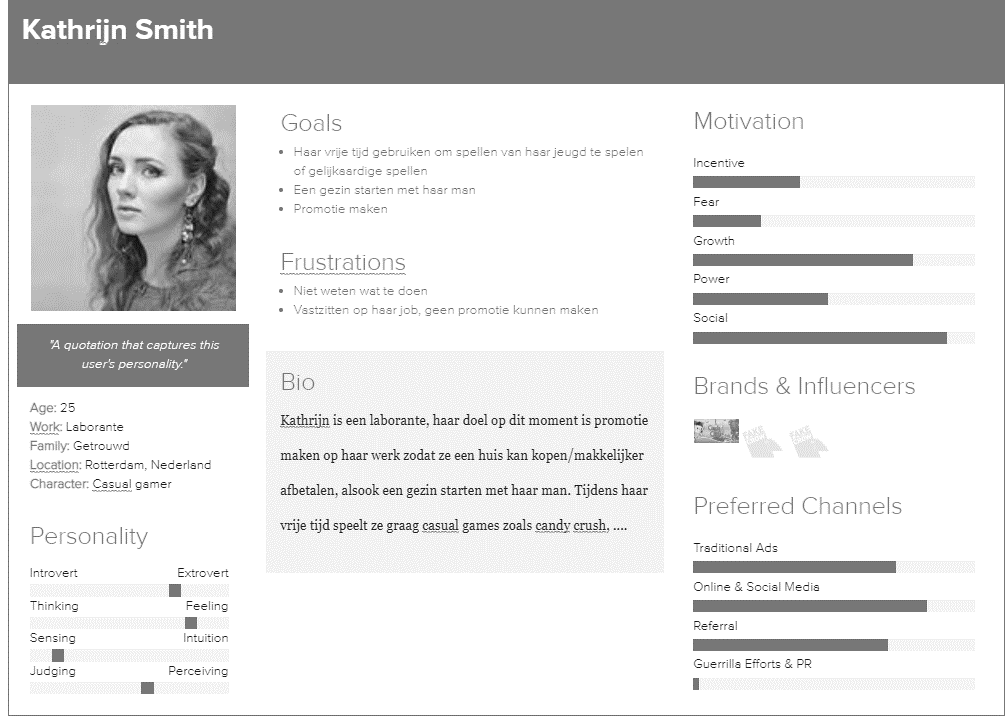 Kathrijn Smith
"A quotation that captures this
user's personality."
Age: 25
Work: Laborante
Family: Getrouwd
Location: Rotterdam, Nederland
Character: Casual gamer
Personality
Introvert Extrovert
Thinking Feeling
Sensing Intuition
Judging Perceiving
Goals
• Haar vrije tijd gebruiken om spellen van haar jeugd te spelen
of gelijkaardige spellen
• Een gezin starten met haar man
• Promotie maken
Frustrations
• Niet weten wat te doen
• Vastzitten op haar job, geen promotie kunnen maken
Bio
Kathrijn is een laborante, haar doel op dit moment is promotie
maken op haar werk zodat ze een huis kan kopen/makkelijker
afbetalen, alsook een gezin starten met haar man. Tijdens haar
vrije tijd speelt ze graag casual games zoals candy crush, ....
Motivation
Incentive
Fear
Growth
Power
Social
Brands & Influencers
FAKE
FAKE
Preferred Channels
Traditional Ads
Online & Social Media
Referral
Guerrilla Efforts & PR